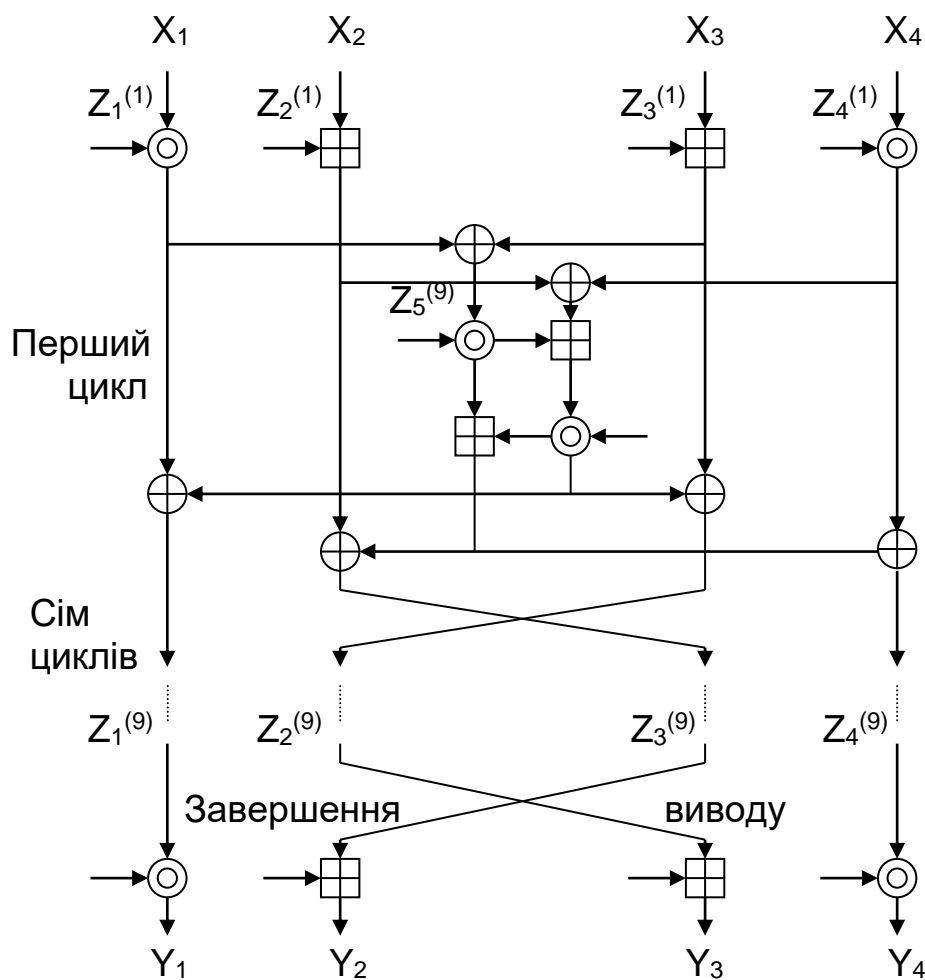 X₁ X₂ X₃ X₄
Z₁⁽¹⁾ Z₂⁽¹⁾ Z₃⁽¹⁾ Z₄⁽¹⁾
Z₅⁽⁹⁾
Перший
цикл
Сім
циклів
Z₁⁽⁹⁾ Z₂⁽⁹⁾ Z₃⁽⁹⁾ Z₄⁽⁹⁾
Завершення виводу
Y₁ Y₂ Y₃ Y₄